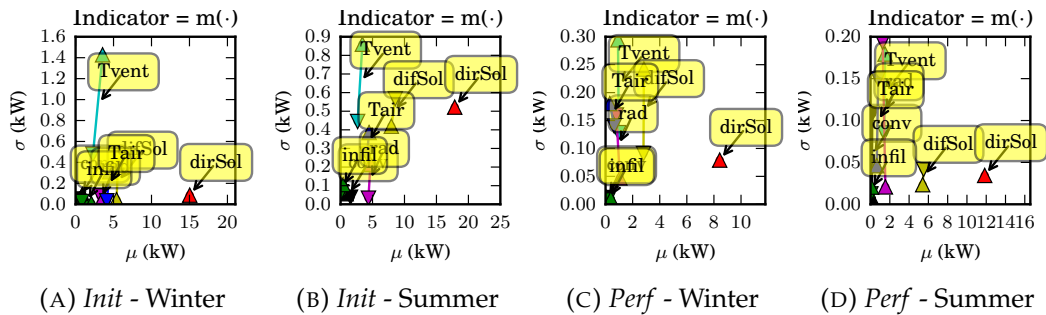 Indicator = m(·)
1.6
1.4
1.2
1.0
0.8
0.6
0.4
0.2
0.0
σ (kW)
Tvent
difSol
Tair
infil
dirSol
0 5 10 15 20
μ (kW)
(A) Init - Winter
Indicator = m(·)
0.9
0.8
0.7
0.6
0.5
0.4
0.3
0.2
0.1
0.0
σ (kW)
Tvent
difSol
dirSol
Tair
rad
infil
0 5 10 15 20 25
μ (kW)
(B) Init - Summer
Indicator = m(·)
0.30
0.25
0.20
0.15
0.10
0.05
0.00
σ (kW)
Tvent
Tair
difSol
rad
dirSol
infil
0 2 4 6 8 10
μ (kW)
(C) Perf - Winter
Indicator = m(·)
0.20
0.15
0.10
0.05
0.00
σ (kW)
Tvent
rad
Tair
conv
infil
difSol
dirSol
0 2 4 6 8 10 12 14 16
μ (kW)
(D) Perf - Summer